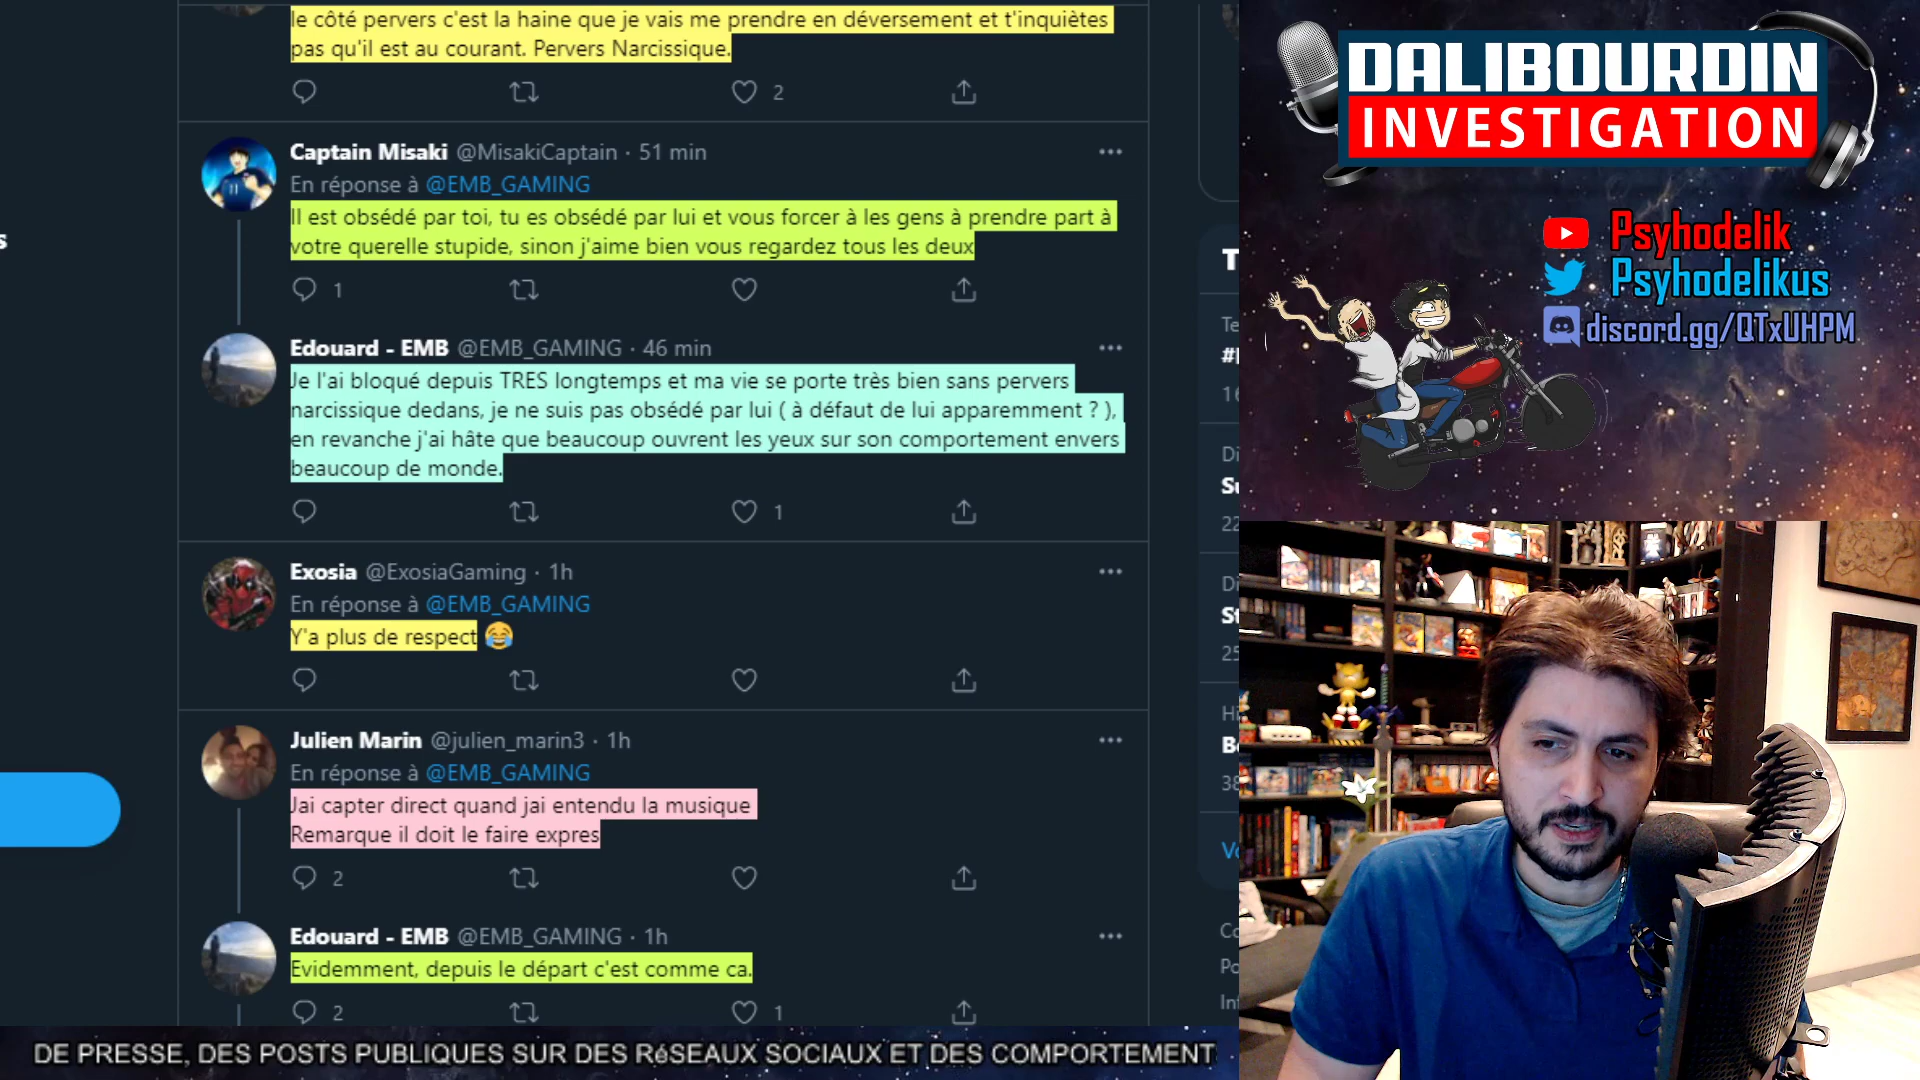 le côté pervers c'est la haine que je vais me prendre en déversement et t'inquiètes
pas qu'il est au courant. Pervers Narcissique.
2
Captain Misaki @MisakiCaptain · 51 min
En réponse à @EMB_GAMING
Il est obsédé par toi, tu es obsédé par lui et vous forcer à les gens à prendre part à
votre querelle stupide, sinon j'aime bien vous regardez tous les deux
1
Edouard - EMB @EMB_GAMING · 46 min
Je l'ai bloqué depuis TRES longtemps et ma vie se porte très bien sans pervers
narcissique dedans, je ne suis pas obsédé par lui ( à défaut de lui apparemment ? ),
en revanche j'ai hâte que beaucoup ouvrent les yeux sur son comportement envers
beaucoup de monde.
1
Exosia @ExosiaGaming · 1h
En réponse à @EMB_GAMING
Y'a plus de respect 😂
Julien Marin @julien_marin3 · 1h
En réponse à @EMB_GAMING
Jai capter direct quand jai entendu la musique
Remarque il doit le faire expres
2
Edouard - EMB @EMB_GAMING · 1h
Evidemment, depuis le départ c'est comme ca.
2 1
DE PRESSE, DES POSTS PUBLIQUES SUR DES RéSEAUX SOCIAUX ET DES COMPORTEMENT
DALIBOURDIN
INVESTIGATION
Psyhodelik
Psyhodelikus
discord.gg/QTxUHPM